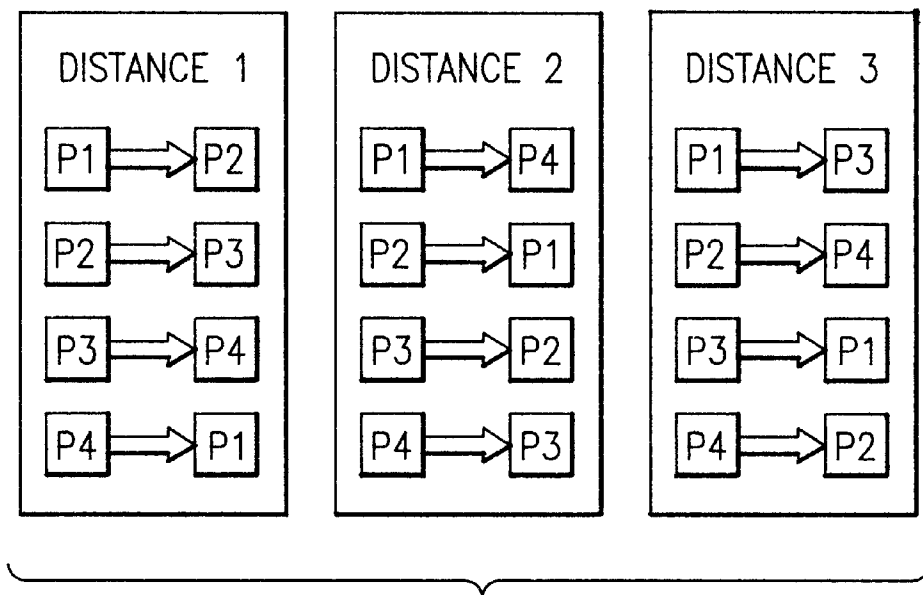 DISTANCE 1
P1 P2
P2 P3
P3 P4
P4 P1
DISTANCE 2
P1 P4
P2 P1
P3 P2
P4 P3
DISTANCE 3
P1 P3
P2 P4
P3 P1
P4 P2